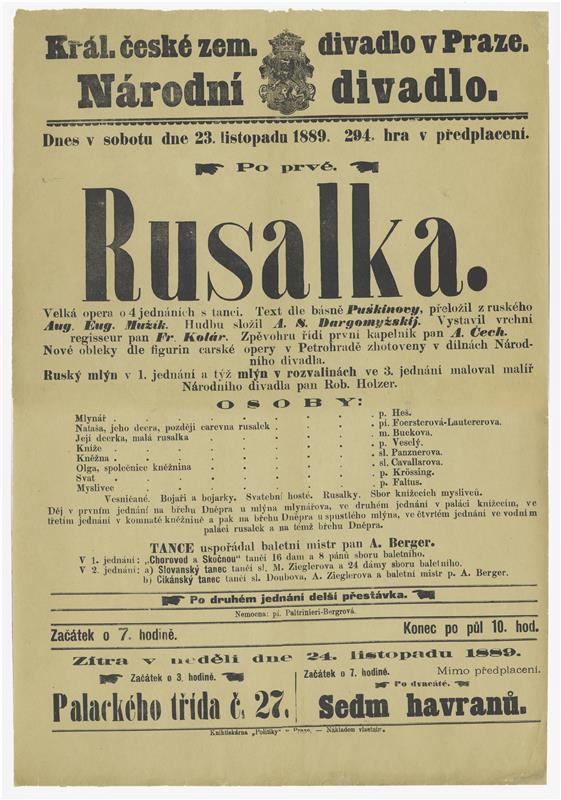 Král. české zem. divadlo v Praze.
Národní divadlo.
Dnes v sobotu dne 23. listopadu 1889. 294. hra v předplacení.
Po prvé.
Rusalka.
Velká opera o 4 jednáních s tanci. Text dle básně Puškinovy, přeložil z ruského
Aug. Eug. Mužík. Hudbu složil A. S. Dargomyžskij. Vystavil vrchní
regisseur pan Fr. Kolár. Zpěvohru řídí první kapelník pan A. Čech.
Nové obleky dle figurin carské opery v Petrohradě zhotoveny v dílnách Národ-
ního divadla.
Ruský mlýn v 1. jednání a týž mlýn v rozvalinách ve 3. jednání maloval malíř
Národního divadla pan Rob. Holzer.
OSOBY:
Mlynář . . . . . . . . p. Heš.
Nataša, jeho dcera, později carevna rusalek . . . . . pí. Foersterová-Lautererova.
Její dcerka, malá rusalka . . . . . . . m. Buckova.
Kníže . . . . . . . . p. Veselý.
Kněžna . . . . . . . . sl. Panznerova.
Olga, společnice kněžnina . . . . . . . sl. Cavallarova.
Svat . . . . . . . . p. Krössing.
Myslivec . . . . . . . . p. Faltus.
Vesničané. Bojaři a bojarky. Svatební hosté. Rusalky. Sbor knížecích myslivců.
Děj v prvním jednání na břehu Dněpru u mlýna mlynářova, ve druhém jednání v paláci knížecím, ve
třetím jednání v komnatě kněžnině a pak na břehu Dněpru u spustlého mlýna, ve čtvrtém jednání ve vodním
paláci rusalek a na témž břehu Dněpru.
TANCE uspořádal baletní mistr pan A. Berger.
V 1. jednání: „Chorovod a Skočnou" tančí 16 dam a 8 pánů sboru baletního.
V 2. jednání: a) Slovanský tanec tančí sl. M. Zieglerova a 24 dámy sboru baletního.
b) Cikánský tanec tančí sl. Doubova, A. Zieglerova a baletní mistr p. A. Berger.
Po druhém jednání delší přestávka.
Nemocna: pí. Paltrinieri-Bergrová.
Začátek o 7. hodině. Konec po půl 10. hod.
Zítra v neděli dne 24. listopadu 1889.
Začátek o 3. hodině.
Palackého třída č. 27.
Začátek o 7. hodině. Mimo předplacení.
Po dvacáté.
Sedm havranů.
Knihtiskárna „Politiky" v Praze. — Nákladem vlastním.